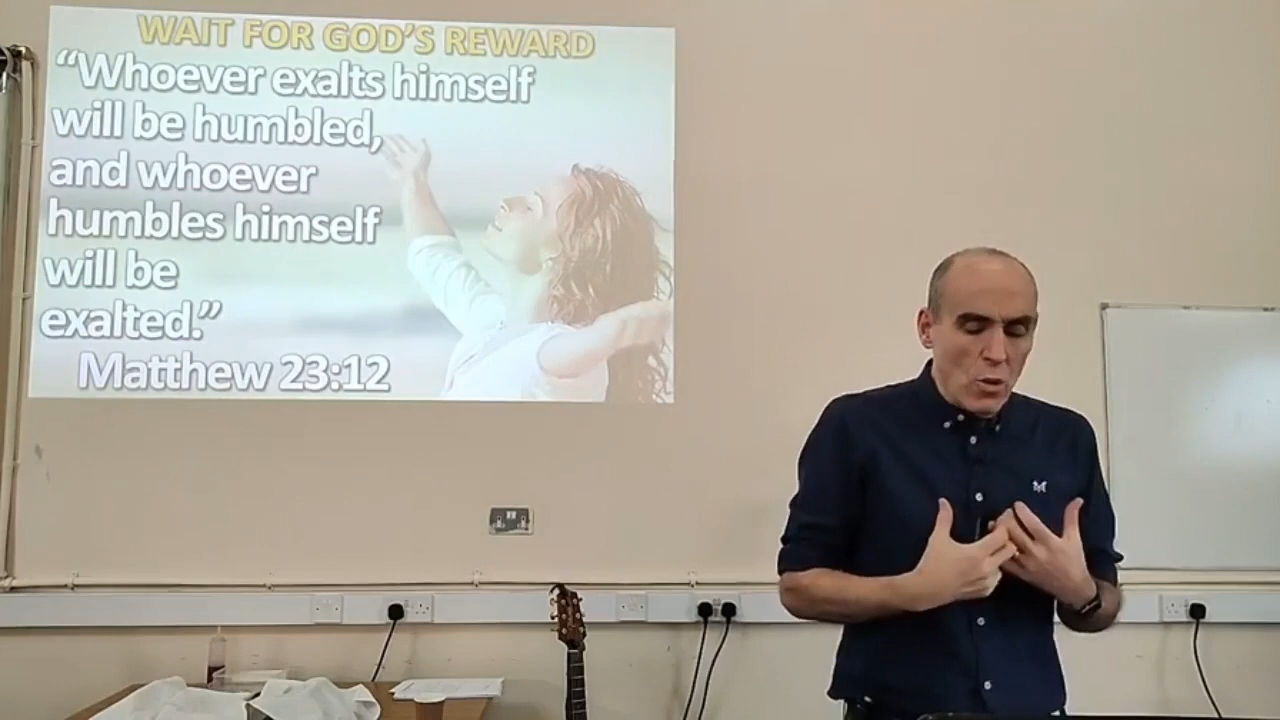 WAIT FOR GOD'S REWARD
“Whoever exalts himself
will be humbled,
and whoever
humbles himself
will be
exalted.”
Matthew 23:12